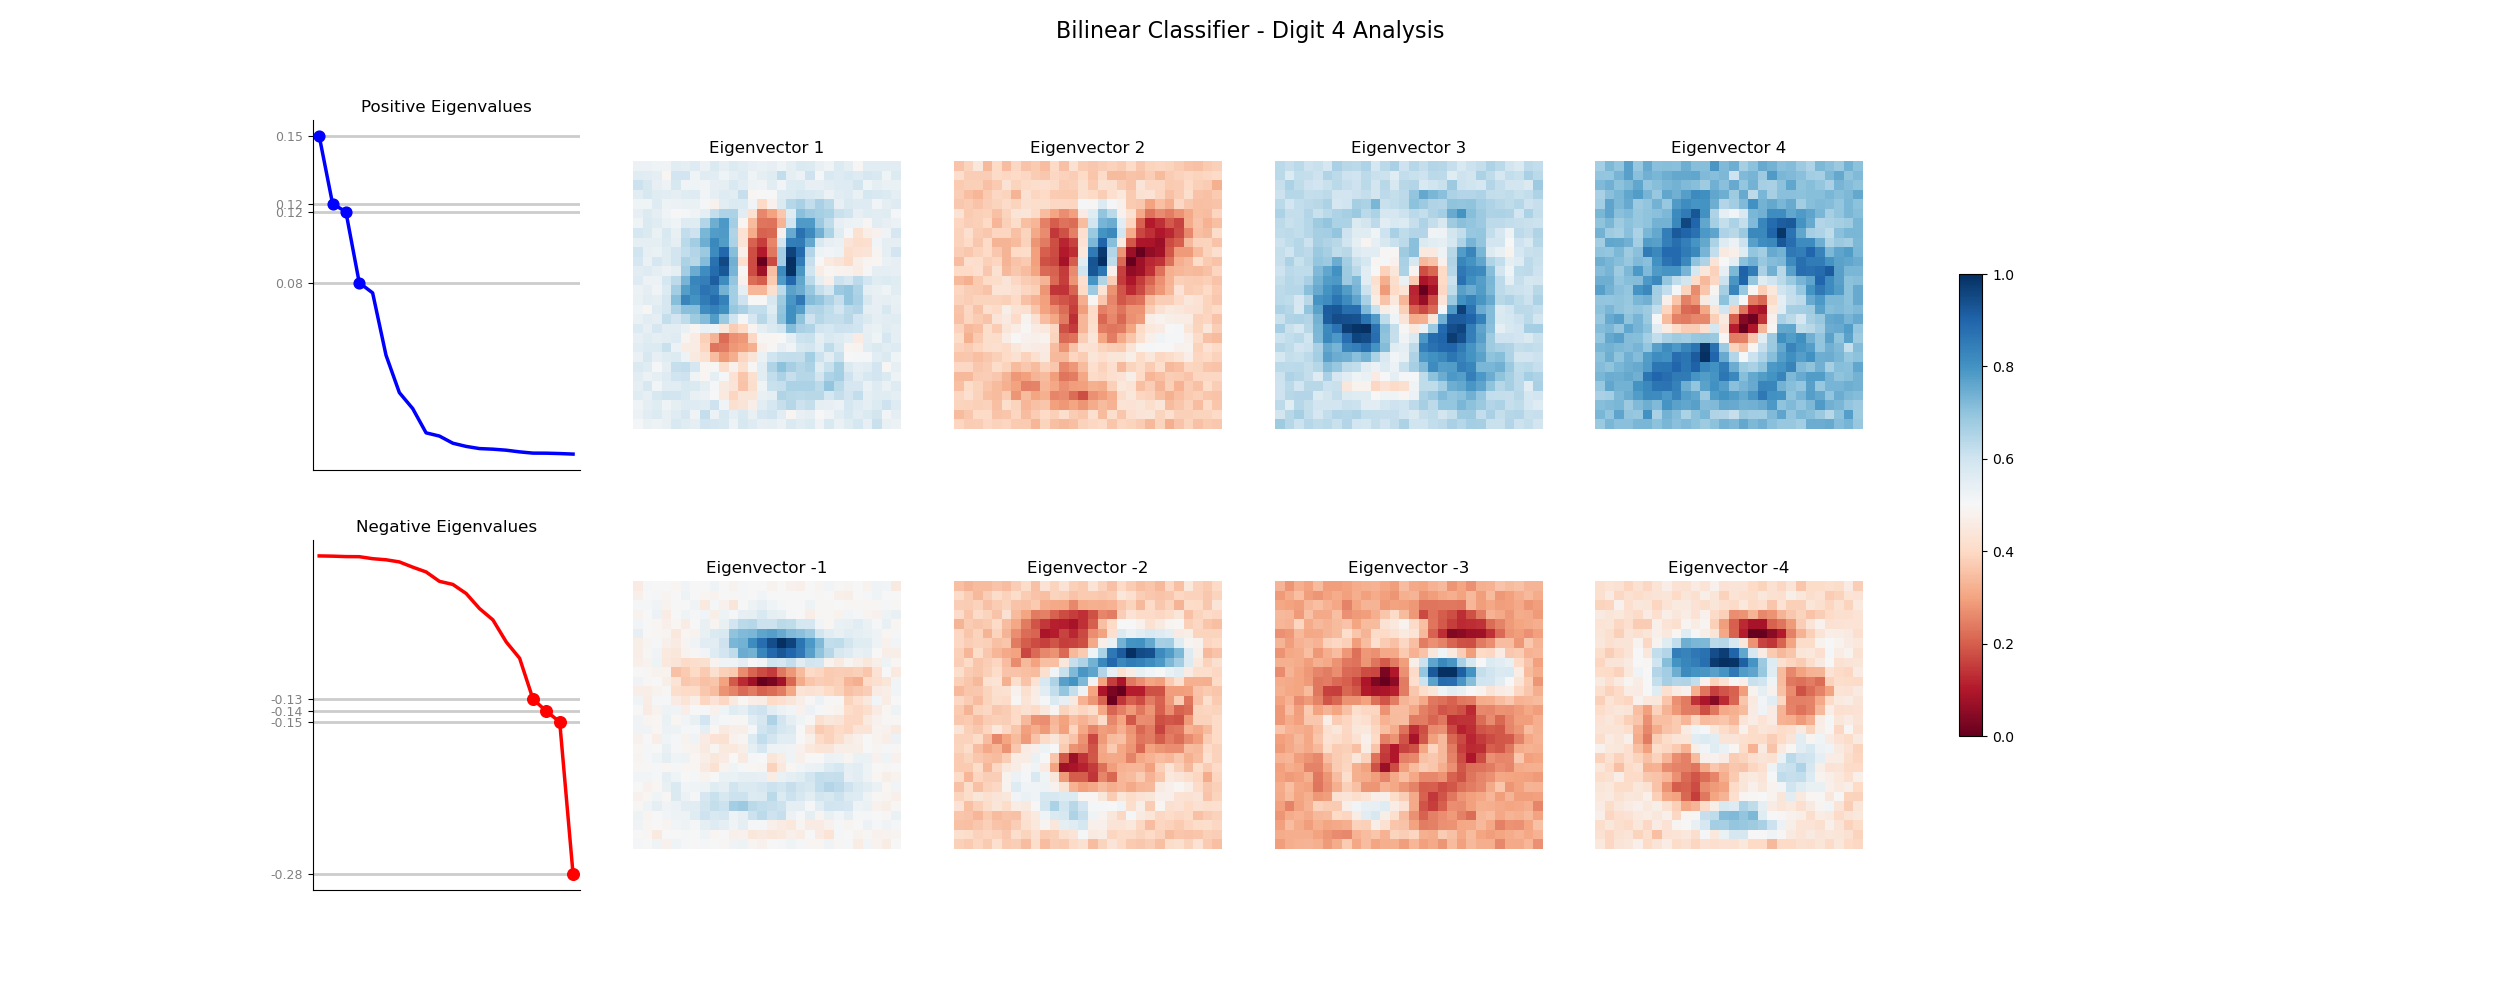 Bilinear Classifier - Digit 4 Analysis
Positive Eigenvalues
0.15
0.12
0.12
0.08
Eigenvector 1
Eigenvector 2
Eigenvector 3
Eigenvector 4
Negative Eigenvalues
-0.13
-0.14
-0.15
-0.28
Eigenvector -1
Eigenvector -2
Eigenvector -3
Eigenvector -4
1.0
0.8
0.6
0.4
0.2
0.0